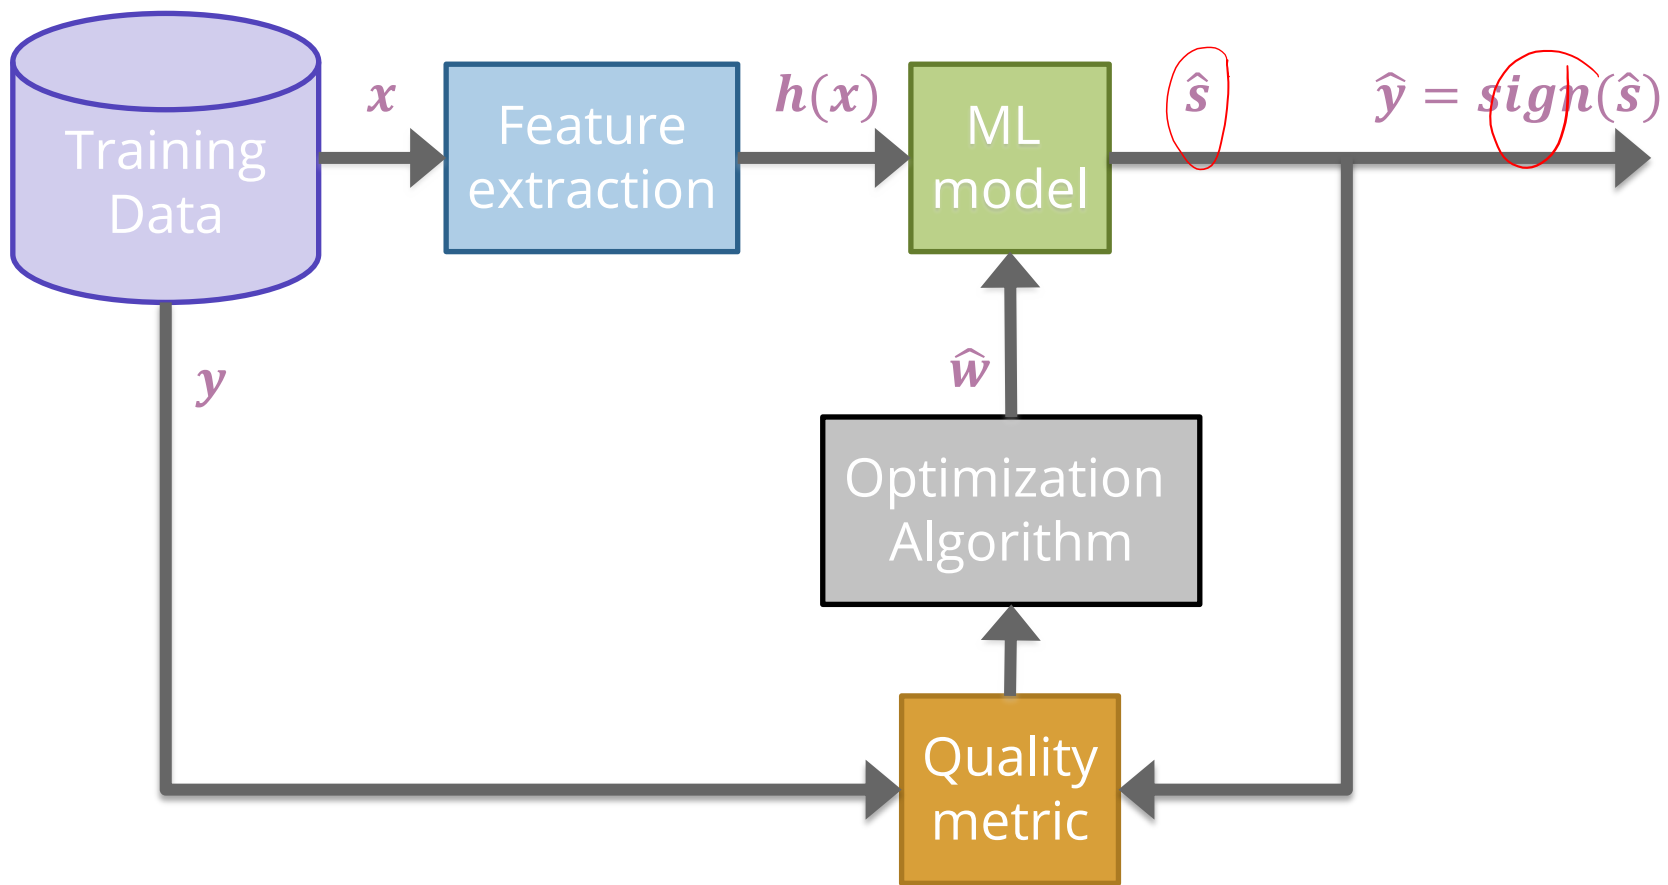 Training
Data
x
Feature
extraction
h(x)
ML
model
ŝ
ŷ = sign(ŝ)
y
ŵ
Optimization
Algorithm
Quality
metric